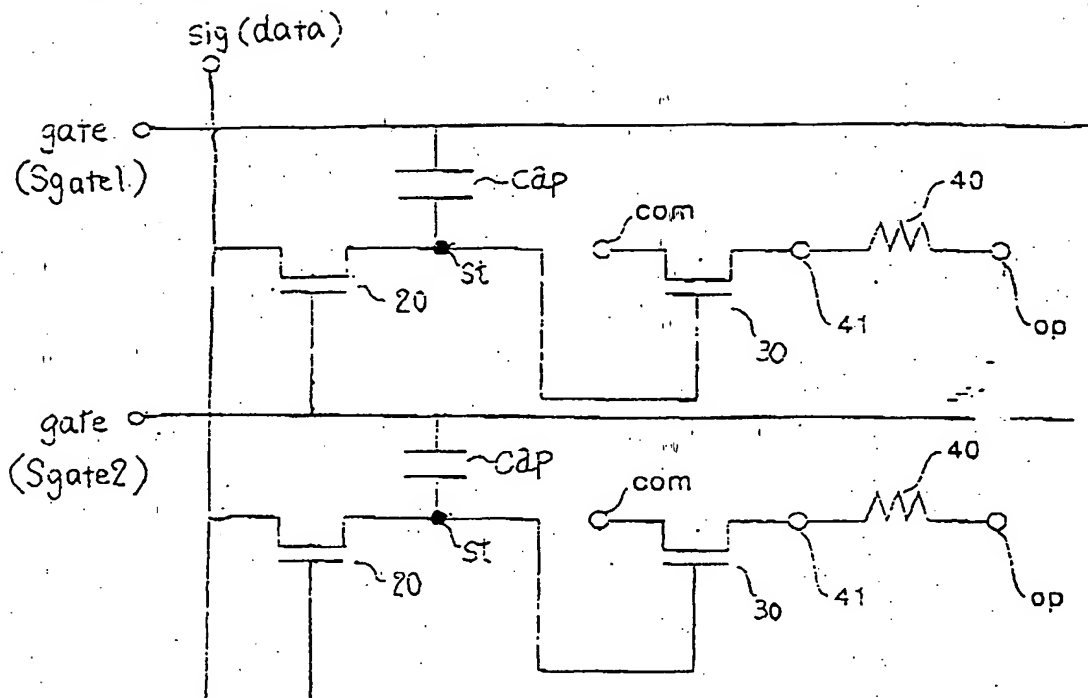 sig (data)
gate
(Sgate1)
cap
com
40
st
20
30
41
op
gate
(Sgate2)
cap
com
40
st
20
30
41
op